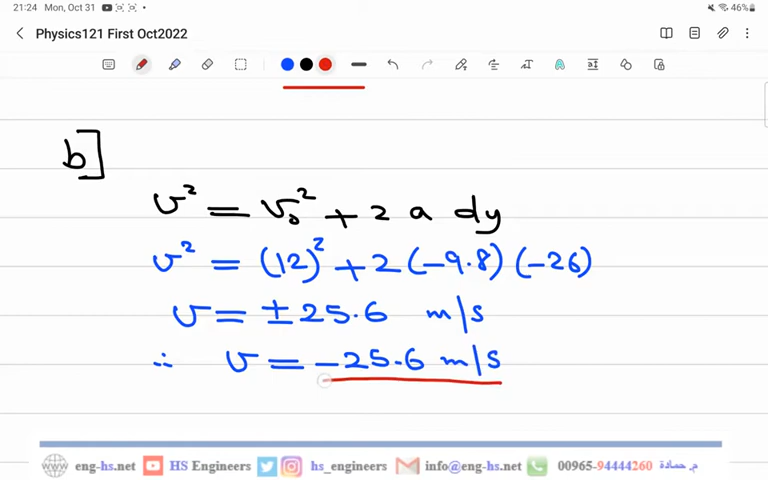 21:24 Mon, Oct 31 46%
Physics121 First Oct2022
b]
v² = v₀² + 2 a dy
v² = (12)² + 2 (-9.8) (-26)
v = ±25.6 m/s
∴ v = -25.6 m/s
eng-hs.net HS Engineers hs_engineers info@eng-hs.net 00965-94444260 م. حمادة